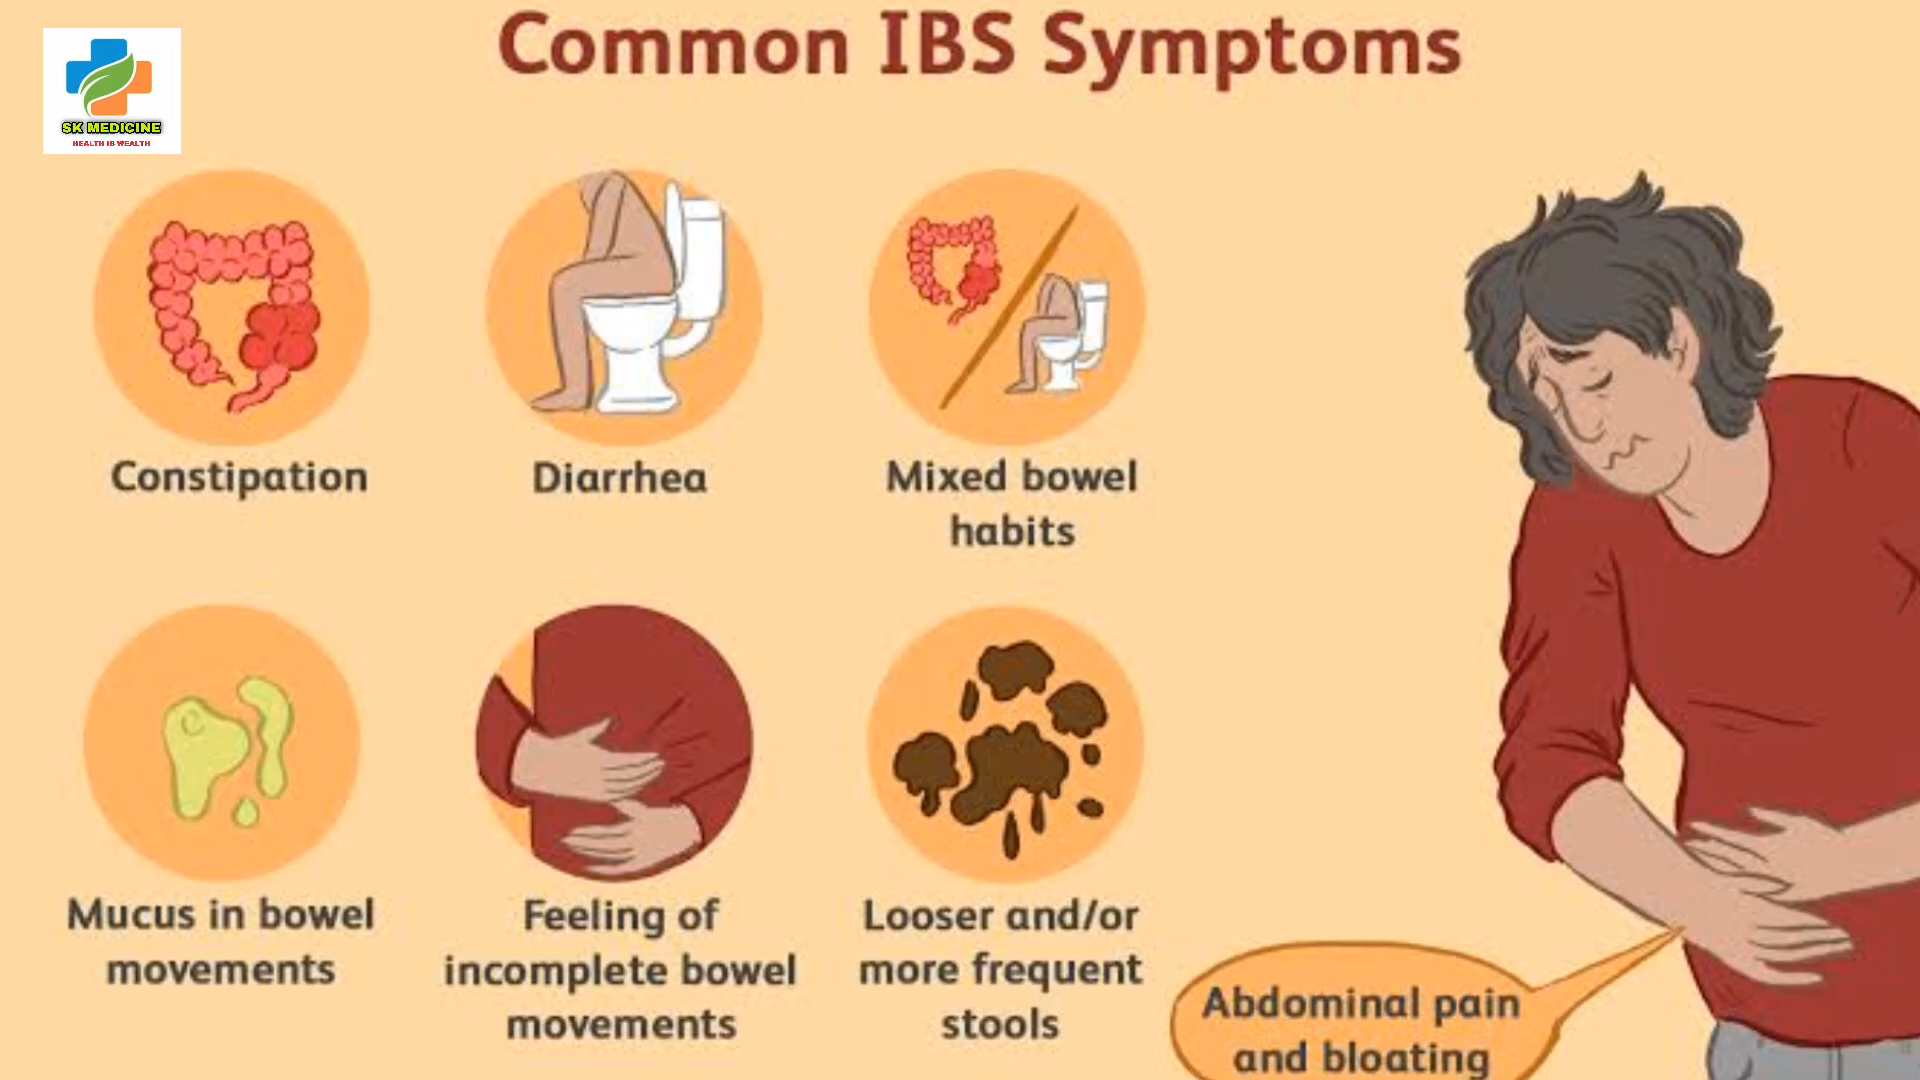 Common IBS Symptoms
SK MEDICINE
HEALTH IS WEALTH
Constipation
Diarrhea
Mixed bowel
habits
Mucus in bowel
movements
Feeling of
incomplete bowel
movements
Looser and/or
more frequent
stools
Abdominal pain
and bloating